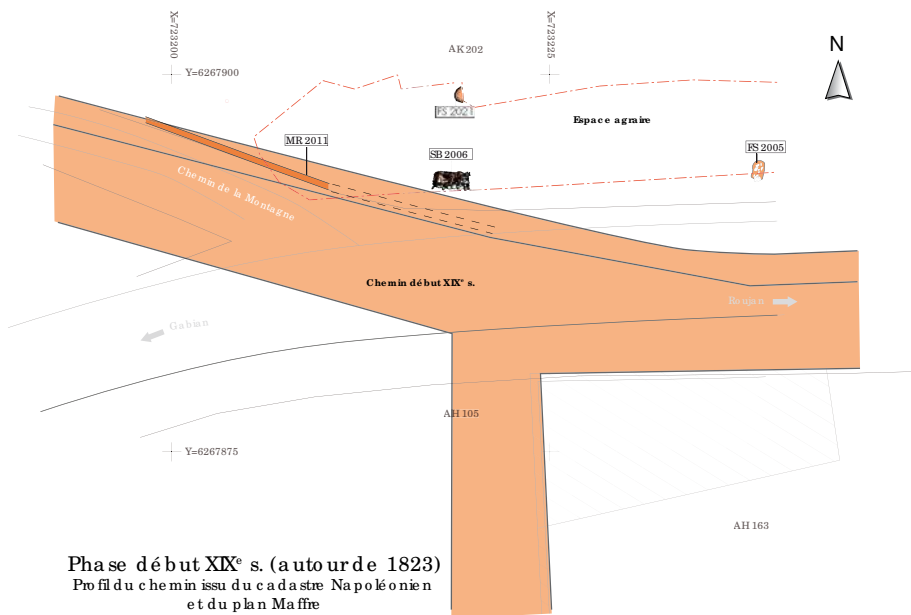 X=723200
X=723225
Y=6267900
AK 202
N
FS 2021
Espace agraire
MR 2011
SB 2006
FS 2005
Chemin de la Montagne
Chemin début XIXe s.
Roujan
Gabian
AH 105
Y=6267875
AH 163
Phase début XIXe s. (autour de 1823)
Profil du chemin issu du cadastre Napoléonien
et du plan Maffre